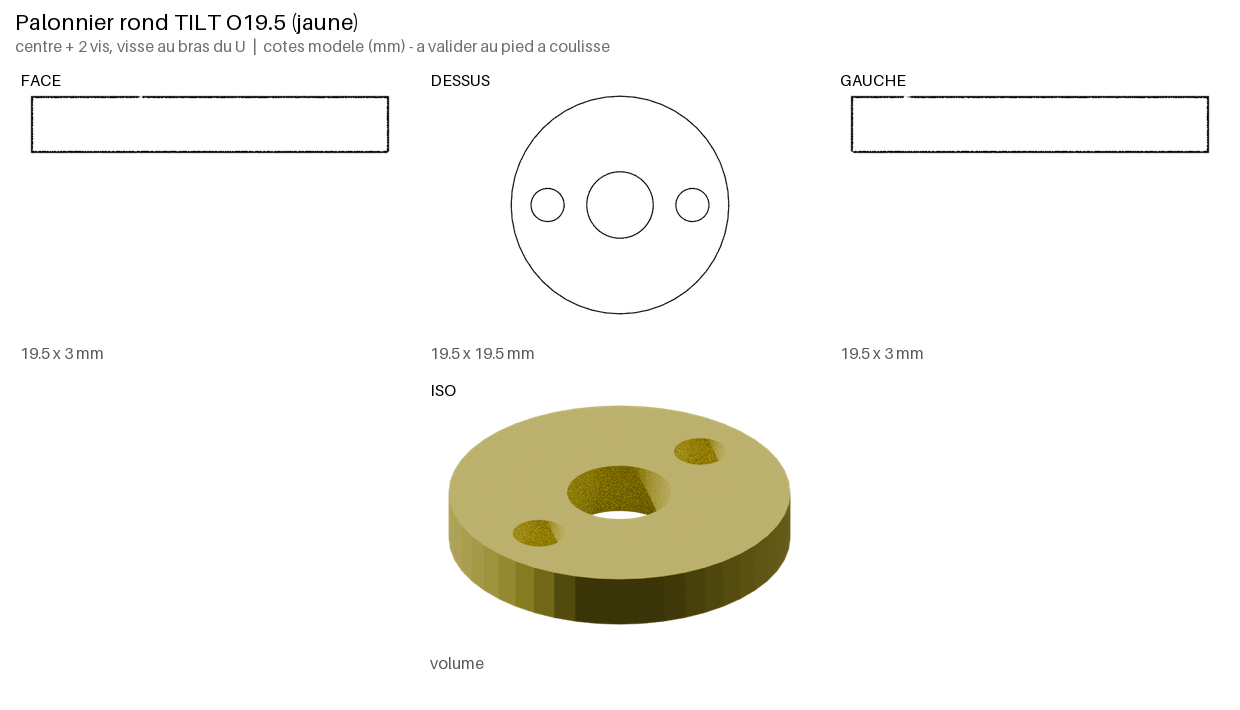 Palonnier rond TILT O19.5 (jaune)
centre + 2 vis, visse au bras du U | cotes modele (mm) - a valider au pied a coulisse
FACE
DESSUS
GAUCHE
19.5 x 3 mm
19.5 x 19.5 mm
19.5 x 3 mm
ISO
volume